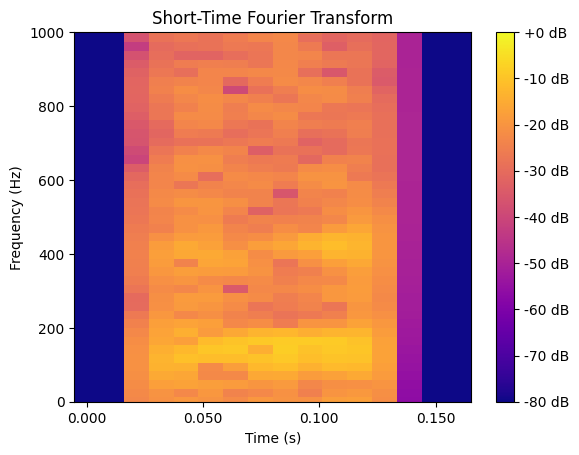 Short-Time Fourier Transform
1000
800
600
400
200
0
Frequency (Hz)
0.000
0.050
0.100
0.150
Time (s)
+0 dB
-10 dB
-20 dB
-30 dB
-40 dB
-50 dB
-60 dB
-70 dB
-80 dB